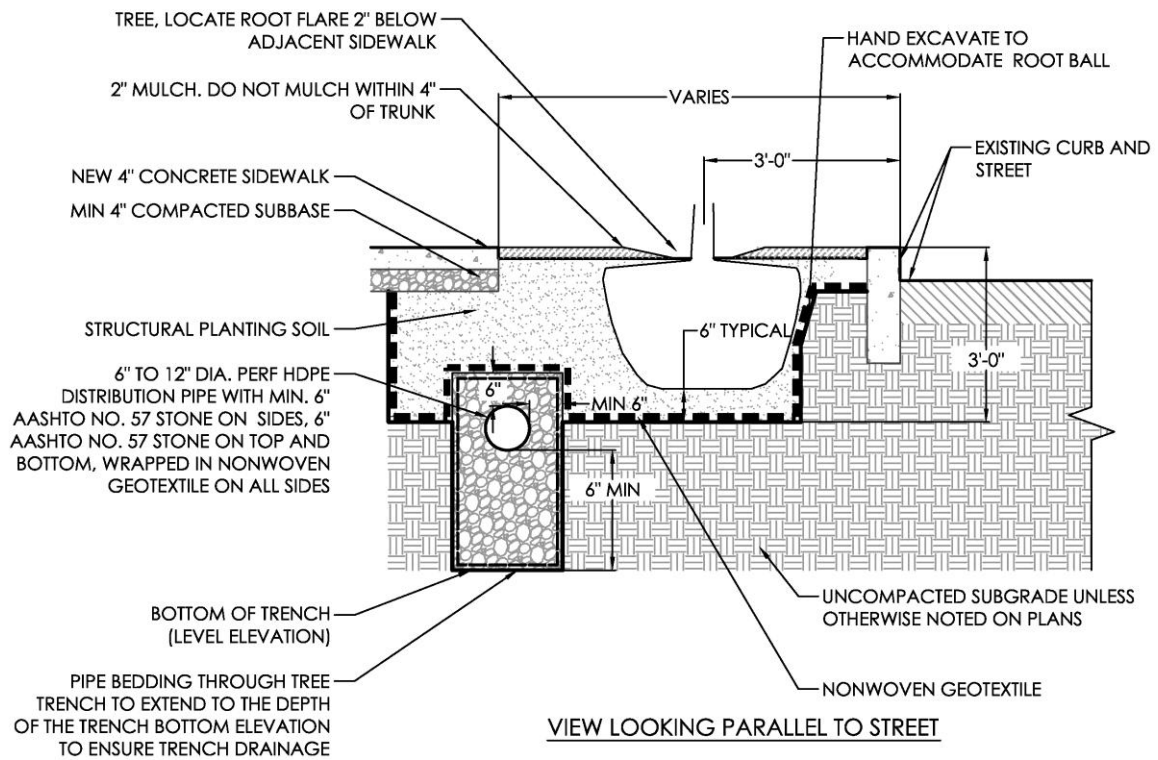 TREE, LOCATE ROOT FLARE 2" BELOW
ADJACENT SIDEWALK
2" MULCH. DO NOT MULCH WITHIN 4"
OF TRUNK
NEW 4" CONCRETE SIDEWALK
MIN 4" COMPACTED SUBBASE
STRUCTURAL PLANTING SOIL
6" TO 12" DIA. PERF HDPE
DISTRIBUTION PIPE WITH MIN. 6"
AASHTO NO. 57 STONE ON SIDES, 6"
AASHTO NO. 57 STONE ON TOP AND
BOTTOM, WRAPPED IN NONWOVEN
GEOTEXTILE ON ALL SIDES
BOTTOM OF TRENCH
(LEVEL ELEVATION)
PIPE BEDDING THROUGH TREE
TRENCH TO EXTEND TO THE DEPTH
OF THE TRENCH BOTTOM ELEVATION
TO ENSURE TRENCH DRAINAGE
VARIES
3'-0"
6" TYPICAL
6"
MIN 6"
6" MIN
HAND EXCAVATE TO
ACCOMMODATE ROOT BALL
EXISTING CURB AND
STREET
3'-0"
UNCOMPACTED SUBGRADE UNLESS
OTHERWISE NOTED ON PLANS
NONWOVEN GEOTEXTILE
VIEW LOOKING PARALLEL TO STREET